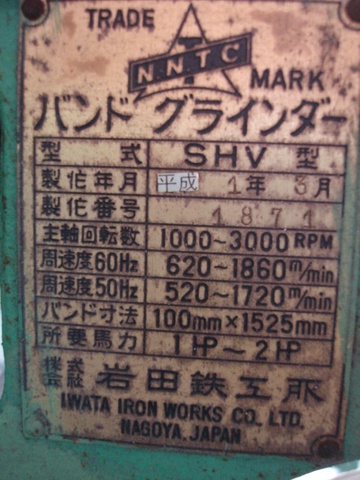 TRADE
N.N.T.C
MARK
バンド グラインダー
型式 SHV 型
製作年月 平成 1年 3月
製作番号 1871
主軸回転数 1000~3000 RPM
周速度60Hz 620~1860 m/min
周速度50Hz 520~1720 m/min
バンド寸法 100mm×1525mm
所要馬力 1HP~2HP
株式会社 岩田鉄工所
IWATA IRON WORKS CO., LTD.
NAGOYA, JAPAN